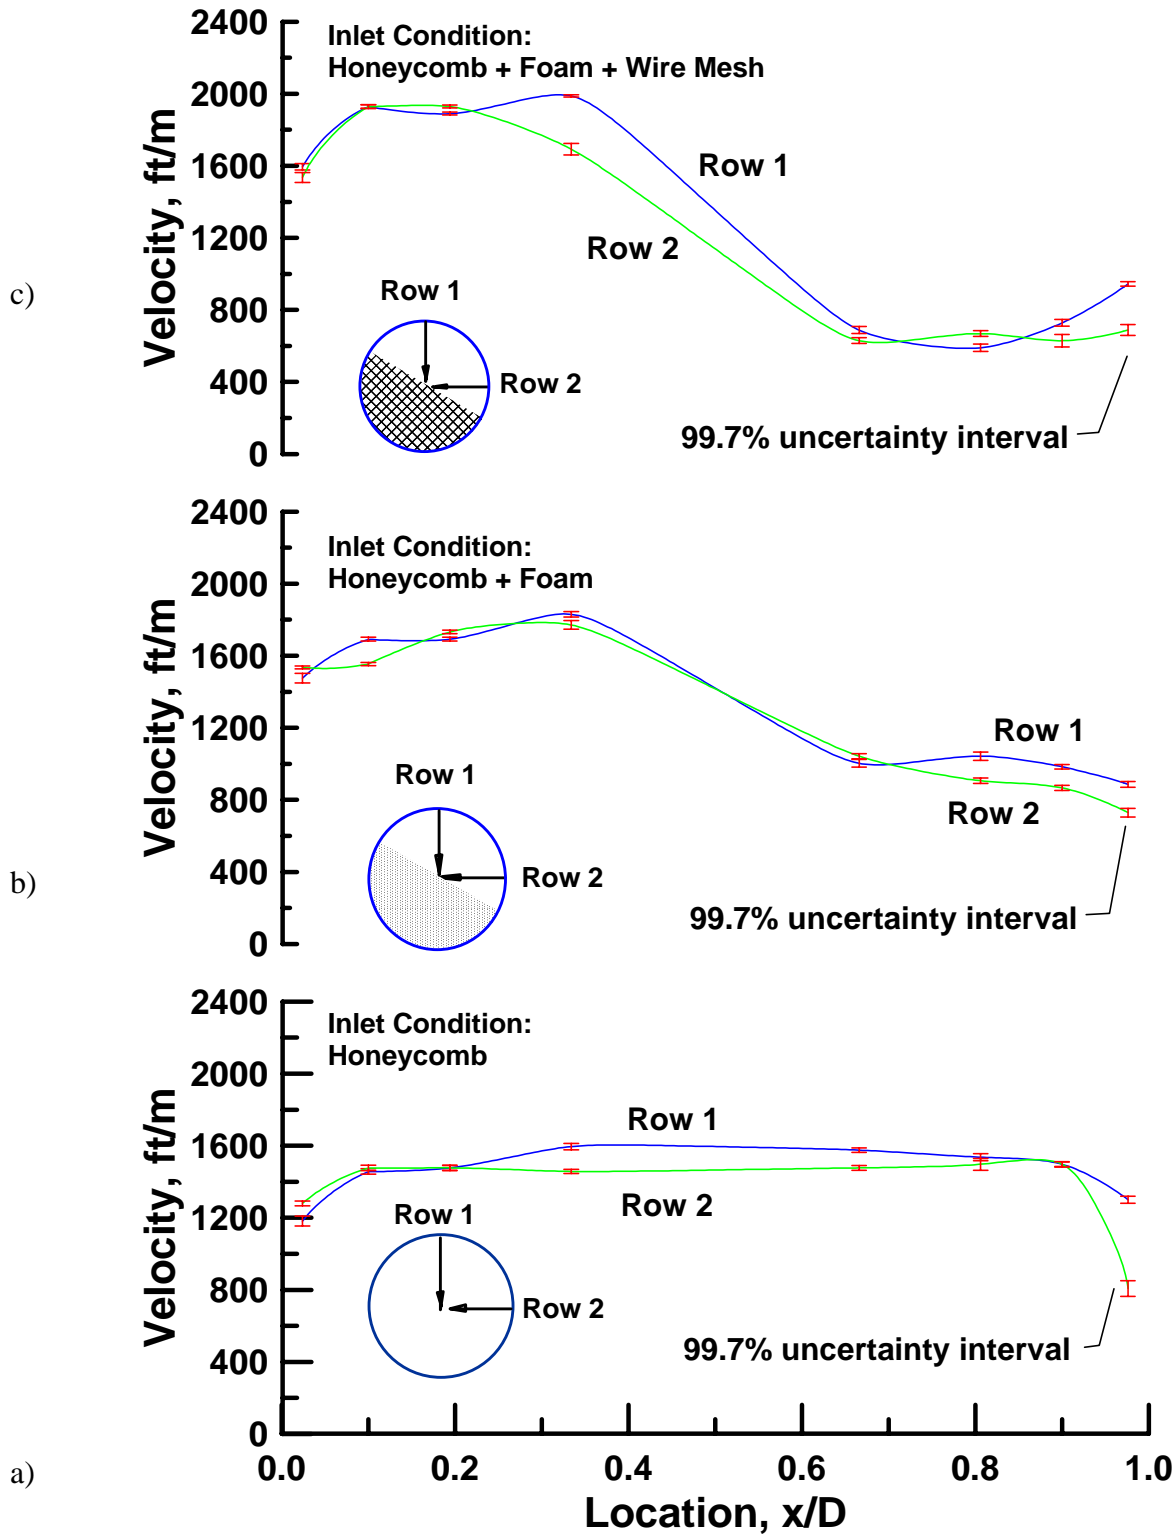 2400
Inlet Condition:
Honeycomb + Foam + Wire Mesh
2000
1600
Row 1
1200
Row 2
Velocity, ft/m
c)
Row 1
800
400
Row 2
99.7% uncertainty interval
0
2400
Inlet Condition:
Honeycomb + Foam
2000
1600
1200
Row 1
Velocity, ft/m
Row 1
800
Row 2
b)
400
Row 2
99.7% uncertainty interval
0
2400
Inlet Condition:
Honeycomb
2000
1600
Row 1
Row 2
1200
Row 1
Velocity, ft/m
800
Row 2
99.7% uncertainty interval
400
0
a)
0.0 0.2 0.4 0.6 0.8 1.0
Location, x/D